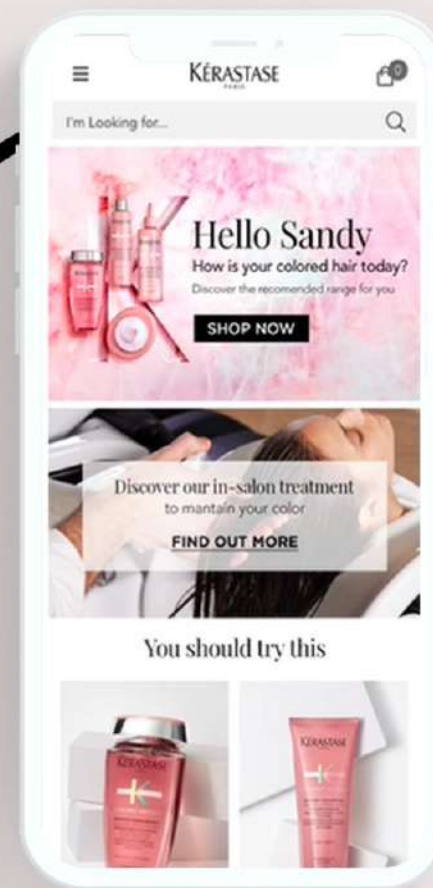 KÉRASTASE
PARIS
0
I'm Looking for...
Hello Sandy
How is your colored hair today?
Discover the recomended range for you
SHOP NOW
Discover our in-salon treatment
to mantain your color
FIND OUT MORE
You should try this
KÉRASTASE
KÉRASTASE